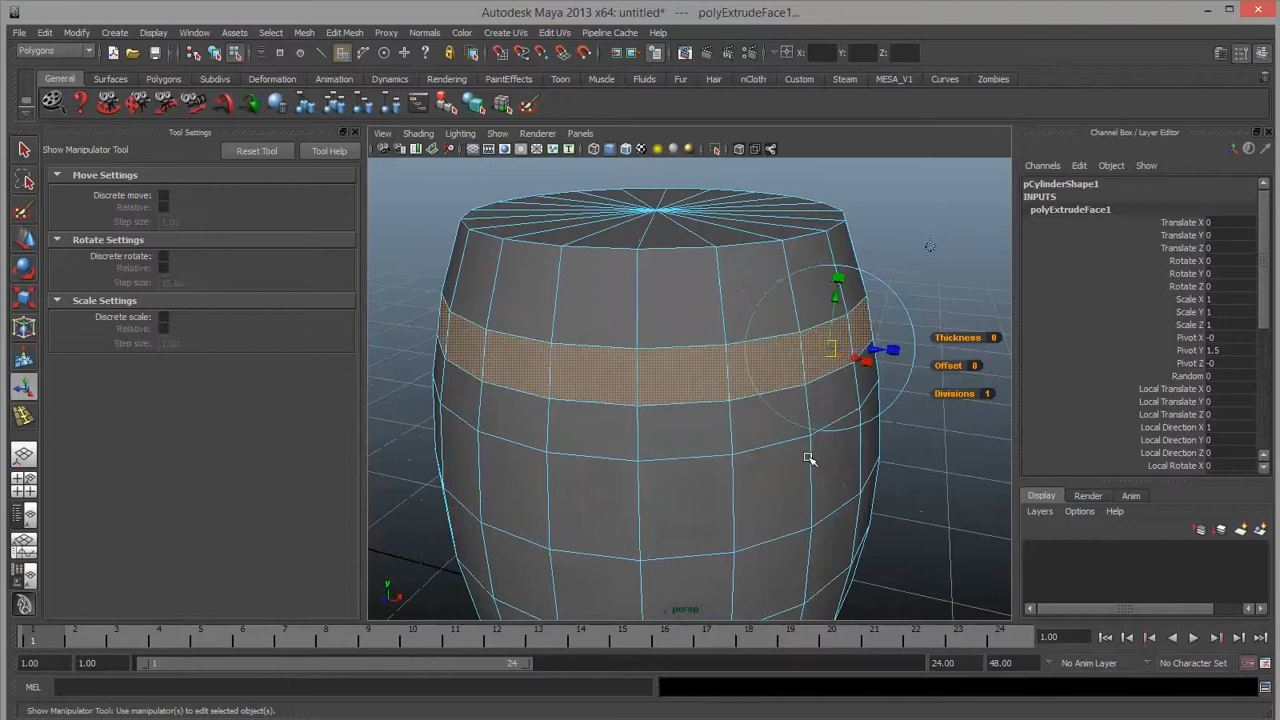 Autodesk Maya 2013 x64: untitled* --- polyExtrudeFace1...
File Edit Modify Create Display Window Assets Select Mesh Edit Mesh Proxy Normals Color Create UVs Edit UVs Pipeline Cache Help
Polygons X: Y: Z:
General Surfaces Polygons Subdivs Deformation Animation Dynamics Rendering PaintEffects Toon Muscle Fluids Fur Hair nCloth Custom Steam MESA_V1 Curves Zombies
Tool Settings
Show Manipulator Tool Reset Tool Tool Help
Move Settings
Discrete move:
Relative:
Step size: 1.00
Rotate Settings
Discrete rotate:
Relative:
Step size: 15.00
Scale Settings
Discrete scale:
Relative:
Step size: 1.00
View Shading Lighting Show Renderer Panels
Thickness 0
Offset 0
Divisions 1
y
x
persp
Channel Box / Layer Editor
Channels Edit Object Show
pCylinderShape1
INPUTS
polyExtrudeFace1
Translate X 0
Translate Y 0
Translate Z 0
Rotate X 0
Rotate Y 0
Rotate Z 0
Scale X 1
Scale Y 1
Scale Z 1
Pivot X -0
Pivot Y 1.5
Pivot Z -0
Random 0
Local Translate X 0
Local Translate Y 0
Local Translate Z 0
Local Direction X 1
Local Direction Y 0
Local Direction Z 0
Local Rotate X 0
Display Render Anim
Layers Options Help
1 2 3 4 5 6 7 8 9 10 11 12 13 14 15 16 17 18 19 20 21 22 23 24
1 1.00
1.00 1.00 1 24 24.00 48.00 No Anim Layer No Character Set
MEL
Show Manipulator Tool: Use manipulator(s) to edit selected object(s).